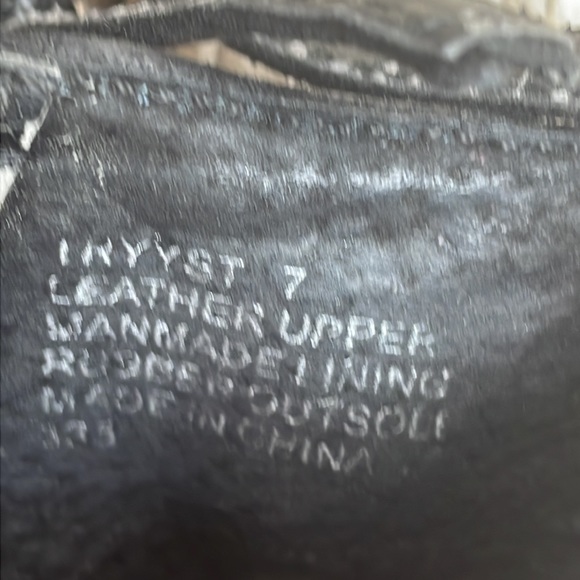 7
LEATHER UPPER
MANMADE LINING
RUBBER OUTSOLE
MADE IN CHINA